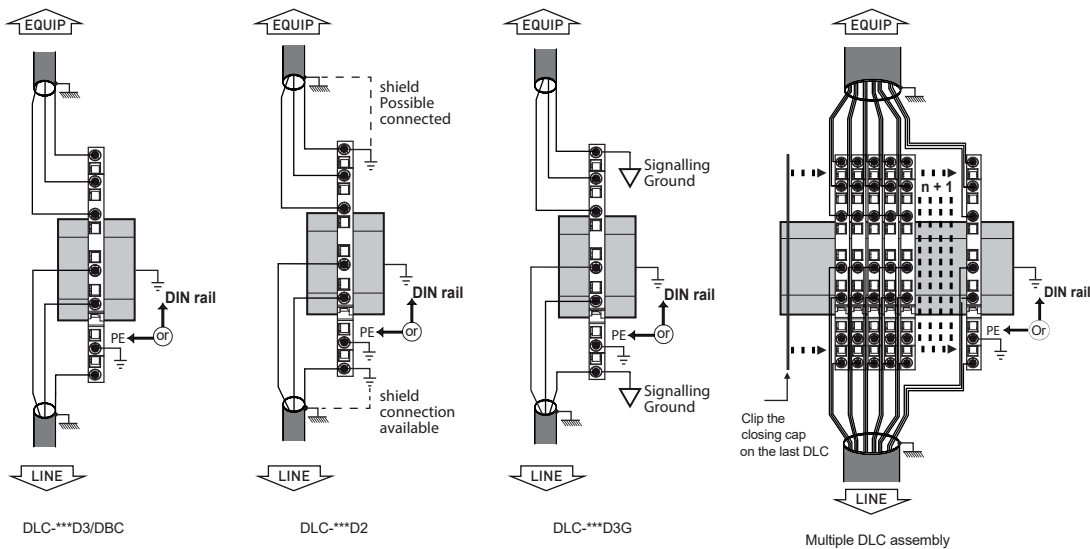 EQUIP
DIN rail
PE
or
LINE
DLC-***D3/DBC
EQUIP
shield
Possible
connected
DIN rail
PE
or
shield
connection
available
LINE
DLC-***D2
EQUIP
Signalling
Ground
DIN rail
PE
or
Signalling
Ground
LINE
DLC-***D3G
EQUIP
n + 1
DIN rail
PE
Or
Clip the
closing cap
on the last DLC
LINE
Multiple DLC assembly